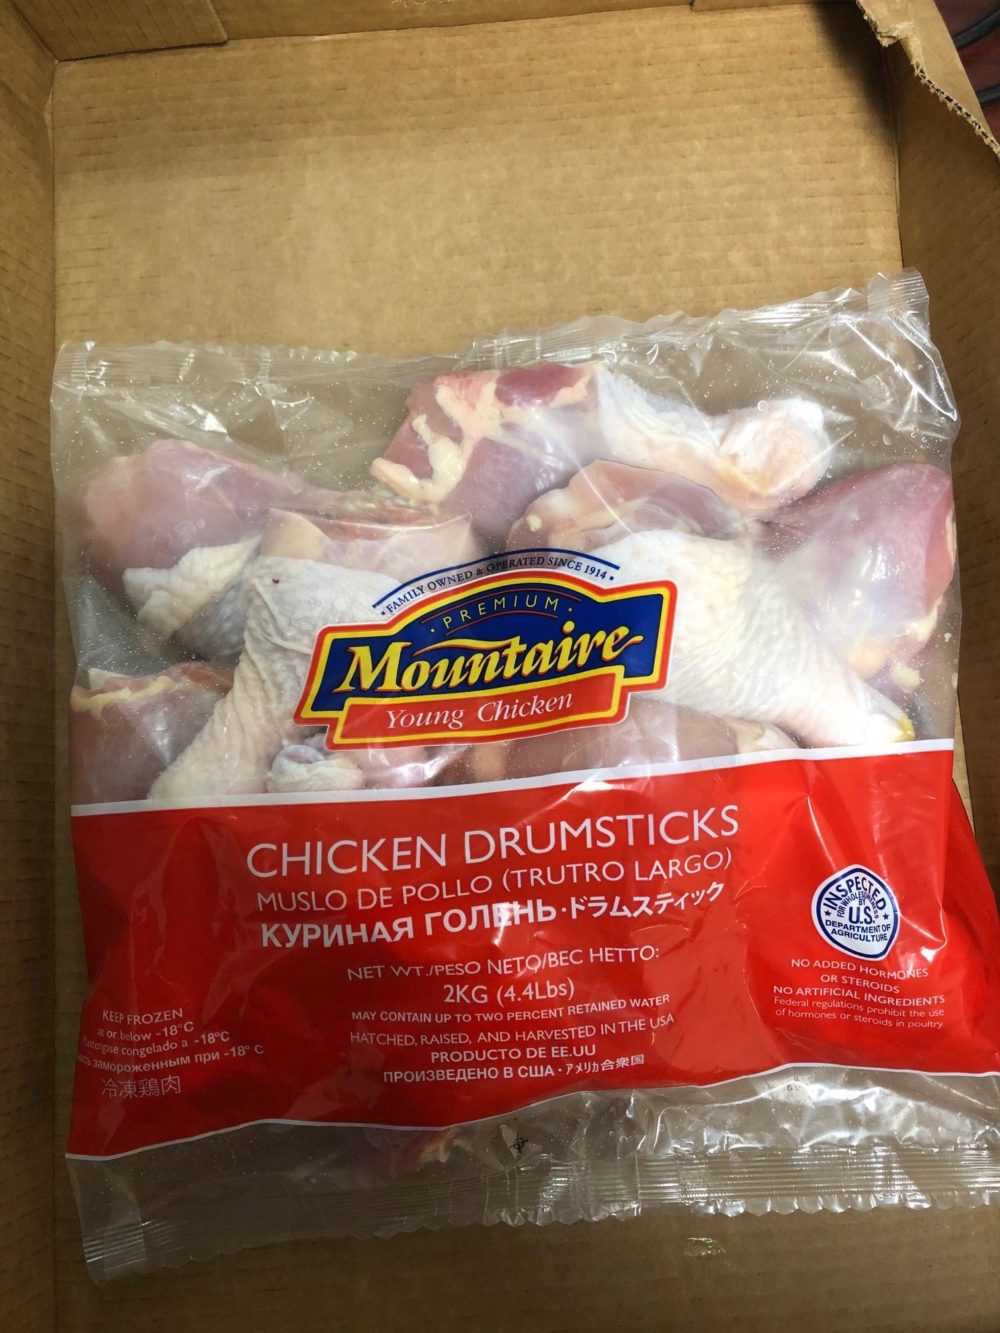 • FAMILY OWNED & OPERATED SINCE 1914 •
• PREMIUM •
Mountaire
Young Chicken
CHICKEN DRUMSTICKS
MUSLO DE POLLO (TRUTRO LARGO)
КУРИНАЯ ГОЛЕНЬ・ドラムスティック
NET WT./PESO NETO/ВЕС НЕТТО:
2KG (4.4Lbs)
MAY CONTAIN UP TO TWO PERCENT RETAINED WATER
HATCHED, RAISED, AND HARVESTED IN THE USA
PRODUCTO DE EE.UU
ПРОИЗВЕДЕНО В США・アメリカ合衆国
KEEP FROZEN
at or below -18°C
congelado a -18ºC
замороженным при -18° C
冷凍鶏肉
INSPECTED
FOR WHOLESOMENESS
BY
U.S.
DEPARTMENT OF
AGRICULTURE
NO ADDED HORMONES
OR STEROIDS
NO ARTIFICIAL INGREDIENTS
Federal regulations prohibit the use
of hormones or steroids in poultry